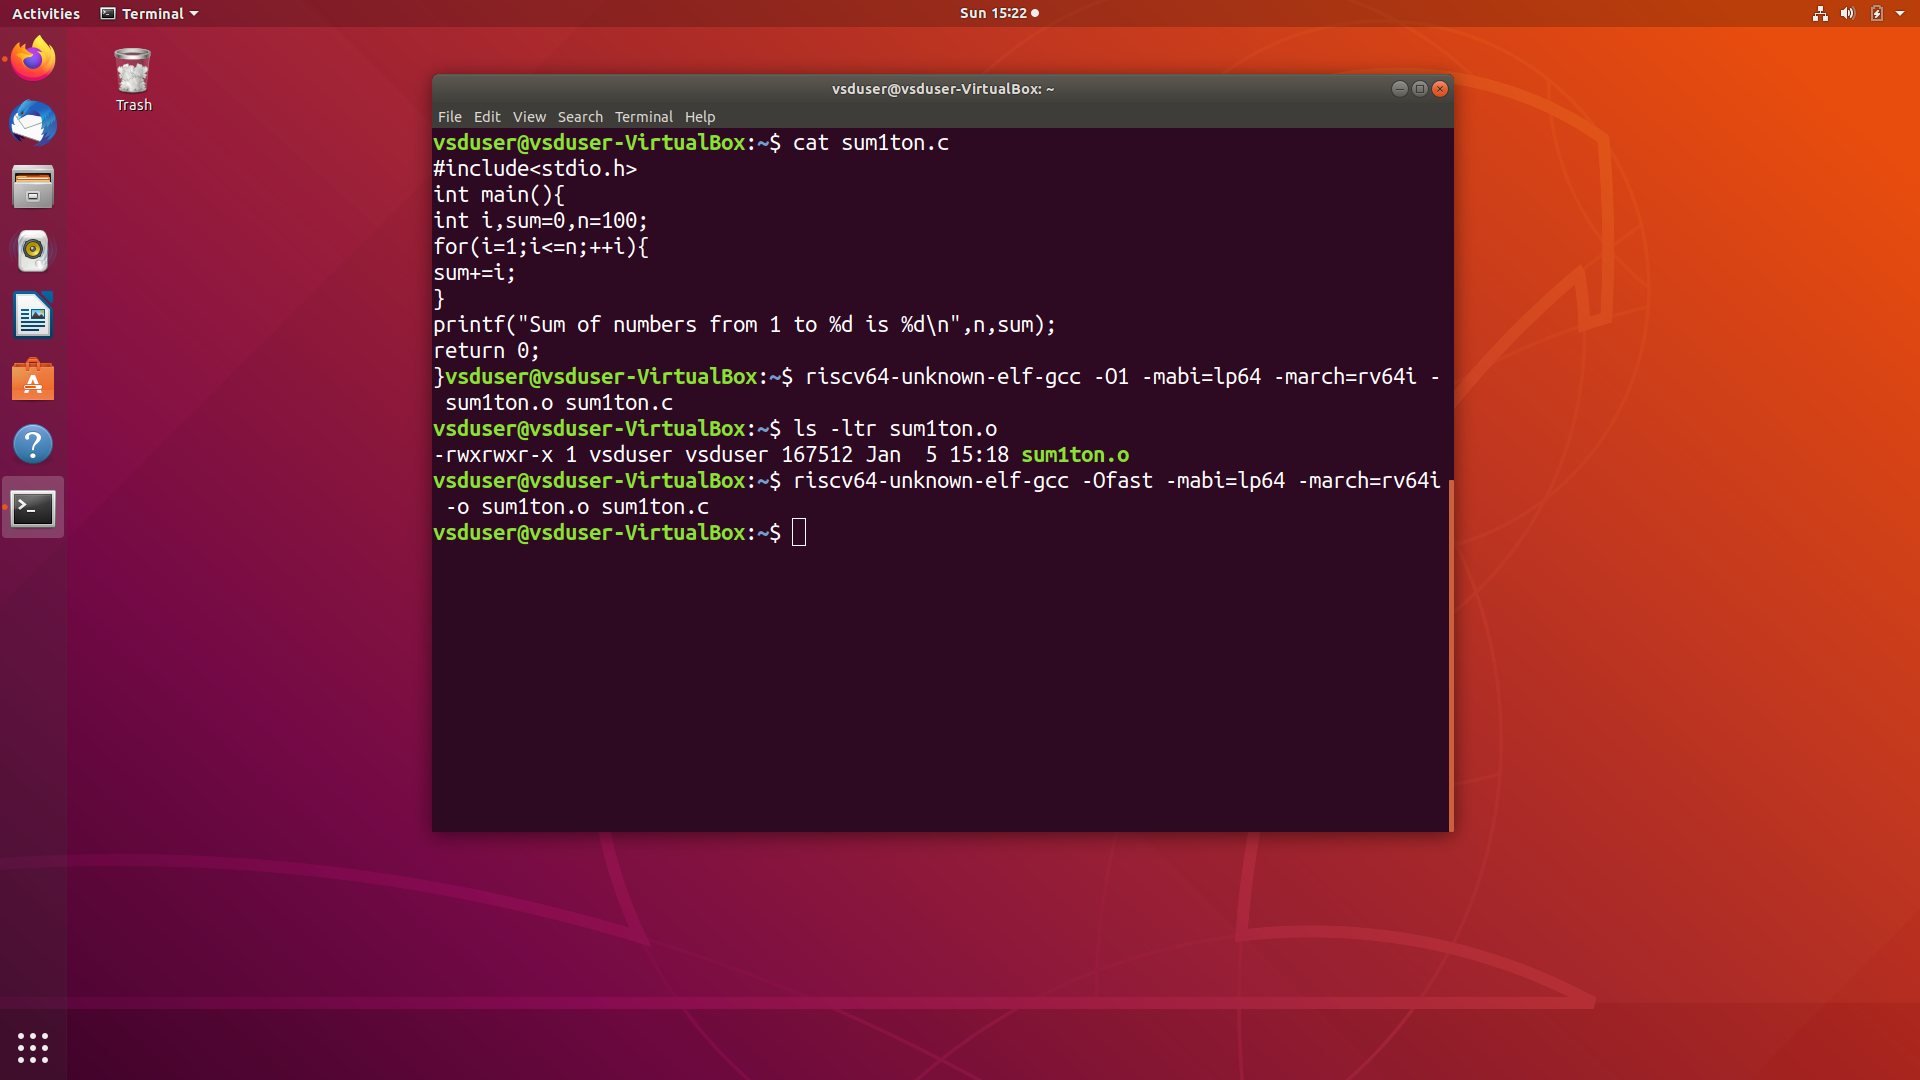 Activities Terminal Sun 15:22
Trash
vsduser@vsduser-VirtualBox: ~
File Edit View Search Terminal Help
vsduser@vsduser-VirtualBox:~$ cat sum1ton.c
#include<stdio.h>
int main(){
int i,sum=0,n=100;
for(i=1;i<=n;++i){
sum+=i;
}
printf("Sum of numbers from 1 to %d is %d\n",n,sum);
return 0;
}vsduser@vsduser-VirtualBox:~$ riscv64-unknown-elf-gcc -O1 -mabi=lp64 -march=rv64i -
 sum1ton.o sum1ton.c
vsduser@vsduser-VirtualBox:~$ ls -ltr sum1ton.o
-rwxrwxr-x 1 vsduser vsduser 167512 Jan  5 15:18 sum1ton.o
vsduser@vsduser-VirtualBox:~$ riscv64-unknown-elf-gcc -Ofast -mabi=lp64 -march=rv64i
 -o sum1ton.o sum1ton.c
vsduser@vsduser-VirtualBox:~$